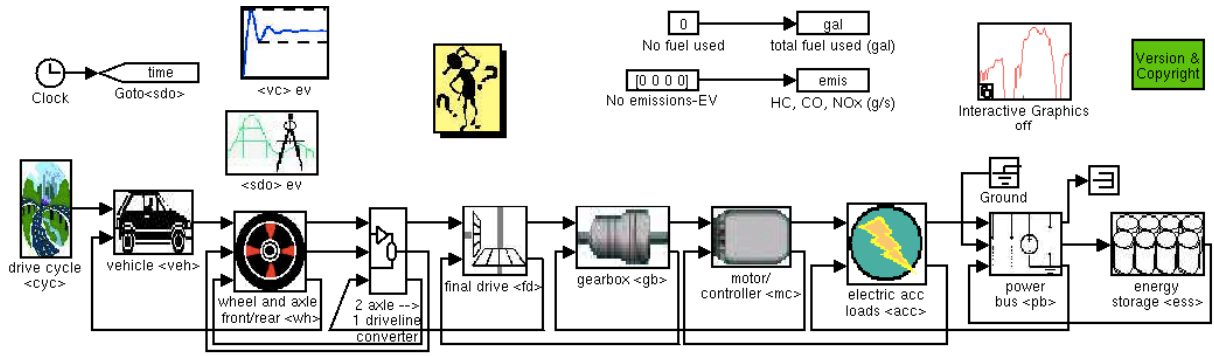 0
No fuel used
gal
total fuel used (gal)
time
Clock
Goto<sdo>
<vc> ev
[0 0 0 0]
No emissions-EV
emis
HC, CO, NOx (g/s)
Interactive Graphics
off
Version &
Copyright
<sdo> ev
Ground
drive cycle
<cyc>
vehicle <veh>
wheel and axle
front/rear <wh>
2 axle -->
1 driveline
converter
final drive <fd>
gearbox <gb>
motor/
controller <mc>
electric acc
loads <acc>
power
bus <pb>
energy
storage <ess>